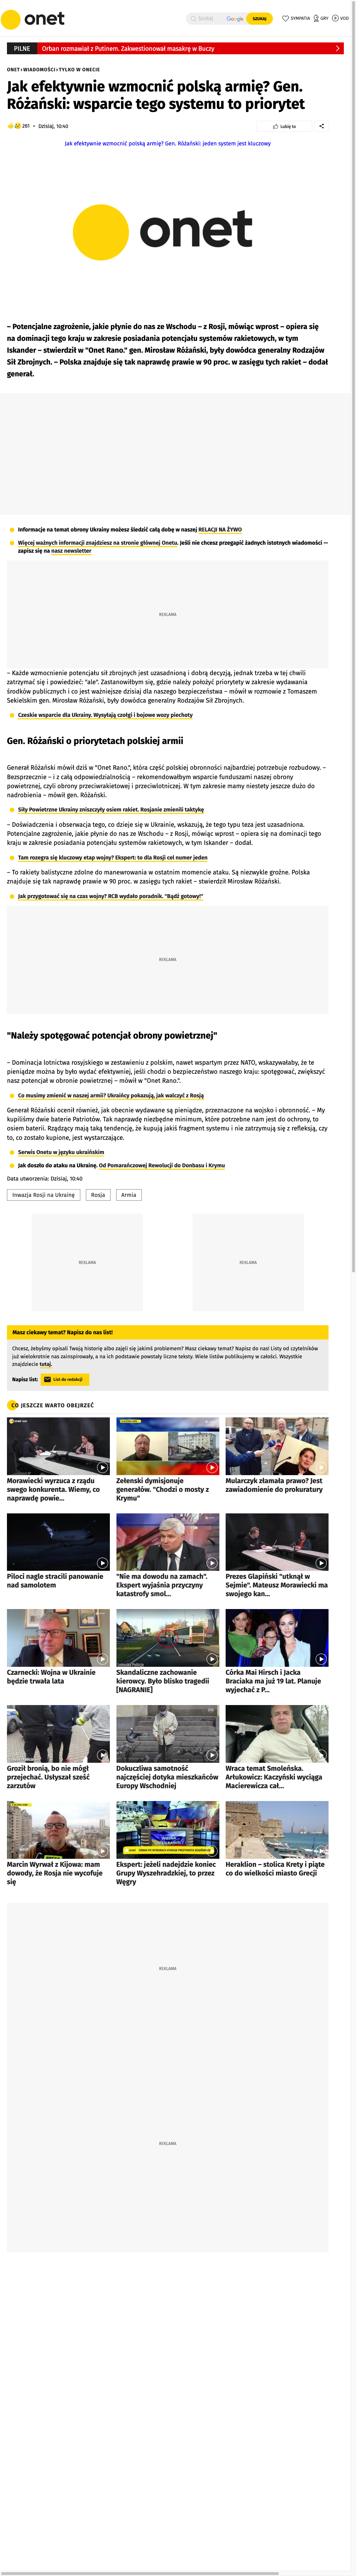 onet
Szukaj
Google
SZUKAJ
SYMPATIA
GRY
VOD
PILNE
Orban rozmawiał z Putinem. Zakwestionował masakrę w Buczy
ONET › WIADOMOŚCI › TYLKO W ONECIE
Jak efektywnie wzmocnić polską armię? Gen.
Różański: wsparcie tego systemu to priorytet
261 • Dzisiaj, 10:40
Lubię to
Jak efektywnie wzmocnić polską armię? Gen. Różański: jeden system jest kluczowy
onet
– Potencjalne zagrożenie, jakie płynie do nas ze Wschodu – z Rosji, mówiąc wprost – opiera się
na dominacji tego kraju w zakresie posiadania potencjału systemów rakietowych, w tym
Iskander – stwierdził w "Onet Rano." gen. Mirosław Różański, były dowódca generalny Rodzajów
Sił Zbrojnych. – Polska znajduje się tak naprawdę prawie w 90 proc. w zasięgu tych rakiet – dodał
generał.
Informacje na temat obrony Ukrainy możesz śledzić całą dobę w naszej RELACJI NA ŻYWO
Więcej ważnych informacji znajdziesz na stronie głównej Onetu. Jeśli nie chcesz przegapić żadnych istotnych wiadomości —
zapisz się na nasz newsletter
REKLAMA
– Każde wzmocnienie potencjału sił zbrojnych jest uzasadnioną i dobrą decyzją, jednak trzeba w tej chwili
zatrzymać się i powiedzieć: "ale". Zastanowiłbym się, gdzie należy położyć priorytety w zakresie wydawania
środków publicznych i co jest ważniejsze dzisiaj dla naszego bezpieczeństwa – mówił w rozmowie z Tomaszem
Sekielskim gen. Mirosław Różański, były dowódca generalny Rodzajów Sił Zbrojnych.
Czeskie wsparcie dla Ukrainy. Wysyłają czołgi i bojowe wozy piechoty
Gen. Różański o priorytetach polskiej armii
Generał Różański mówił dziś w "Onet Rano.", która część polskiej obronności najbardziej potrzebuje rozbudowy. –
Bezsprzecznie – i z całą odpowiedzialnością – rekomendowałbym wsparcie funduszami naszej obrony
powietrznej, czyli obrony przeciwrakietowej i przeciwlotniczej. W tym zakresie mamy niestety jeszcze dużo do
nadrobienia – mówił gen. Różański.
Siły Powietrzne Ukrainy zniszczyły osiem rakiet. Rosjanie zmienili taktykę
– Doświadczenia i obserwacja tego, co dzieje się w Ukrainie, wskazują, że tego typu teza jest uzasadniona.
Potencjalne zagrożenie, jakie płynie do nas ze Wschodu – z Rosji, mówiąc wprost – opiera się na dominacji tego
kraju w zakresie posiadania potencjału systemów rakietowych, w tym Iskander – dodał.
Tam rozegra się kluczowy etap wojny? Ekspert: to dla Rosji cel numer jeden
– To rakiety balistyczne zdolne do manewrowania w ostatnim momencie ataku. Są niezwykle groźne. Polska
znajduje się tak naprawdę prawie w 90 proc. w zasięgu tych rakiet – stwierdził Mirosław Różański.
Jak przygotować się na czas wojny? RCB wydało poradnik. "Bądź gotowy!"
REKLAMA
"Należy spotęgować potencjał obrony powietrznej"
– Dominacja lotnictwa rosyjskiego w zestawieniu z polskim, nawet wspartym przez NATO, wskazywałaby, że te
pieniądze można by było wydać efektywniej, jeśli chodzi o bezpieczeństwo naszego kraju: spotęgować, zwiększyć
nasz potencjał w obronie powietrznej – mówił w "Onet Rano.".
Co musimy zmienić w naszej armii? Ukraińcy pokazują, jak walczyć z Rosją
Generał Różański ocenił również, jak obecnie wydawane są pieniądze, przeznaczone na wojsko i obronność. – My
kupiliśmy dwie baterie Patriotów. Tak naprawdę niezbędne minimum, które potrzebowaliśmy na potem, to jest
osiem baterii. Rządzący mają taką tendencję, że kupują jakiś fragment systemu i nie zatrzymują się z refleksją, czy
to, co zostało kupione, jest wystarczające.
Serwis Onetu w języku ukraińskim
Jak doszło do ataku na Ukrainę. Od Pomarańczowej Rewolucji do Donbasu i Krymu
Data utworzenia: Dzisiaj, 10:40
Inwazja Rosji na Ukrainę
Rosja
Armia
REKLAMA
REKLAMA
Masz ciekawy temat? Napisz do nas list!
Chcesz, żebyśmy opisali Twoją historię albo zajęli się jakimś problemem? Masz ciekawy temat? Napisz do nas! Listy od czytelników
już wielokrotnie nas zainspirowały, a na ich podstawie powstały liczne teksty. Wiele listów publikujemy w całości. Wszystkie
znajdziecie tutaj.
Napisz list:
List do redakcji
CO JESZCZE WARTO OBEJRZEĆ
Morawiecki wyrzuca z rządu
swego konkurenta. Wiemy, co
naprawdę powie...
Zełenski dymisjonuje
generałów. "Chodzi o mosty z
Krymu"
Mularczyk złamała prawo? Jest
zawiadomienie do prokuratury
Piloci nagle stracili panowanie
nad samolotem
"Nie ma dowodu na zamach".
Ekspert wyjaśnia przyczyny
katastrofy smol...
Prezes Glapiński "utknął w
Sejmie". Mateusz Morawiecki ma
swojego kan...
Czarnecki: Wojna w Ukrainie
będzie trwała lata
Skandaliczne zachowanie
kierowcy. Było blisko tragedii
[NAGRANIE]
Córka Mai Hirsch i Jacka
Braciaka ma już 19 lat. Planuje
wyjechać z P...
Groził bronią, bo nie mógł
przejechać. Usłyszał sześć
zarzutów
Dokuczliwa samotność
najczęściej dotyka mieszkańców
Europy Wschodniej
Wraca temat Smoleńska.
Arłukowicz: Kaczyński wyciąga
Macierewicza cał...
Marcin Wyrwał z Kijowa: mam
dowody, że Rosja nie wycofuje
się
Ekspert: jeżeli nadejdzie koniec
Grupy Wyszehradzkiej, to przez
Węgry
Heraklion – stolica Krety i piąte
co do wielkości miasto Grecji
REKLAMA
REKLAMA